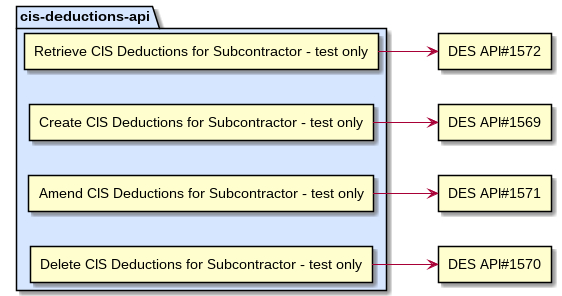 cis-deductions-api
Retrieve CIS Deductions for Subcontractor - test only
DES API#1572
Create CIS Deductions for Subcontractor - test only
DES API#1569
Amend CIS Deductions for Subcontractor - test only
DES API#1571
Delete CIS Deductions for Subcontractor - test only
DES API#1570